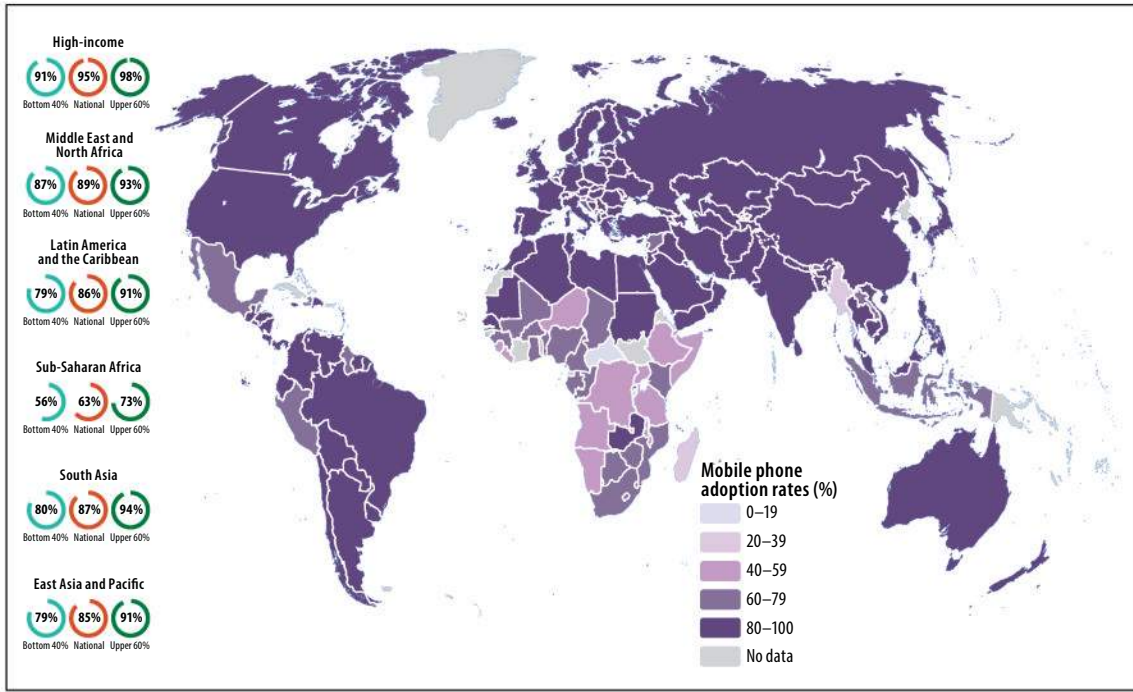 High-income
91% 95% 98%
Bottom 40% National Upper 60%
Middle East and
North Africa
87% 89% 93%
Bottom 40% National Upper 60%
Latin America
and the Caribbean
79% 86% 91%
Bottom 40% National Upper 60%
Sub-Saharan Africa
56% 63% 73%
Bottom 40% National Upper 60%
South Asia
80% 87% 94%
Bottom 40% National Upper 60%
East Asia and Pacific
79% 85% 91%
Bottom 40% National Upper 60%
Mobile phone
adoption rates (%)
0–19
20–39
40–59
60–79
80–100
No data